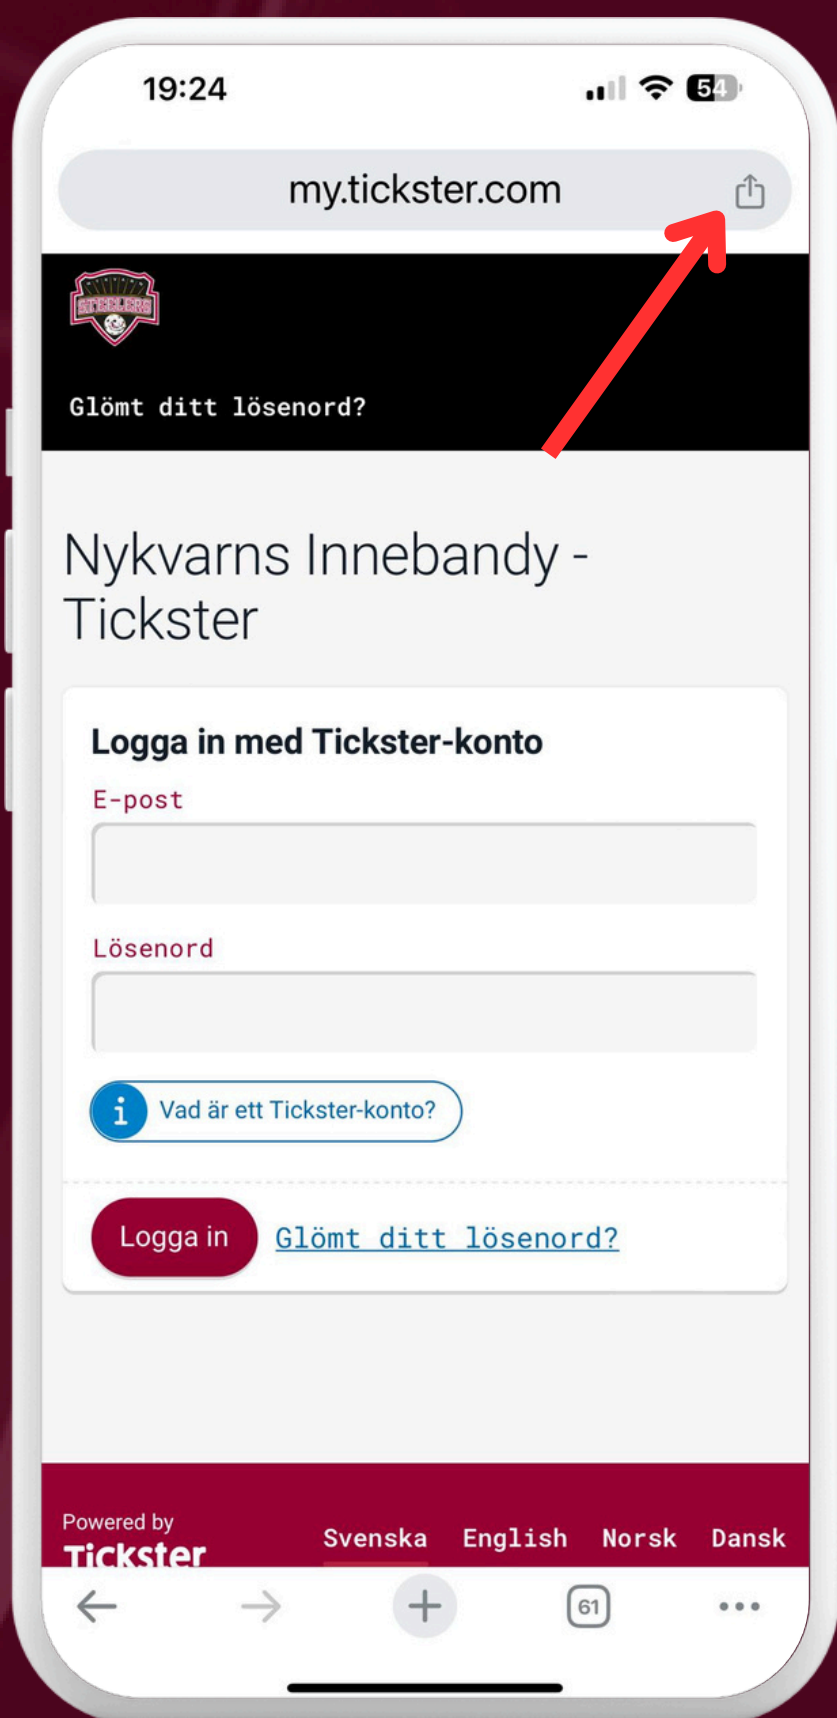 19:24
54
my.tickster.com
STEELERS
Glömt ditt lösenord?
Nykvarns Innebandy -
Tickster
Logga in med Tickster-konto
E-post
Lösenord
i Vad är ett Tickster-konto?
Logga in Glömt ditt lösenord?
Powered by
Tickster Svenska English Norsk Dansk
61